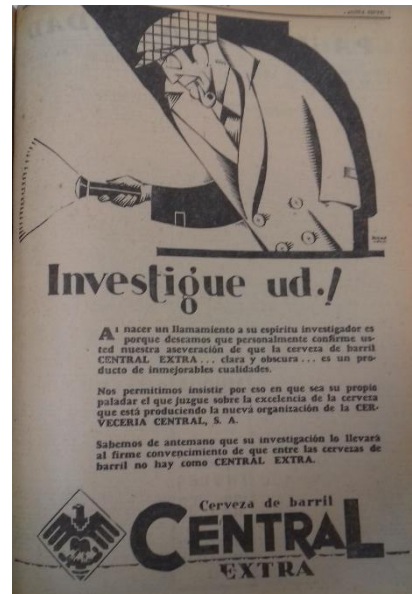 Investigue ud.!
Al hacer un llamamiento a su espíritu investigador es
porque deseamos que personalmente confirme us-
ted nuestra aseveración de que la cerveza de barril
CENTRAL EXTRA... clara y obscura... es un pro-
ducto de inmejorables cualidades.
Nos permitimos insistir por eso en que sea su propio
paladar el que juzgue sobre la excelencia de la cerveza
que está produciendo la nueva organización de la CER-
VECERIA CENTRAL, S. A.
Sabemos de antemano que su investigación lo llevará
al firme convencimiento de que entre las cervezas de
barril no hay como CENTRAL EXTRA.
Cerveza de barril
CENTRAL
EXTRA